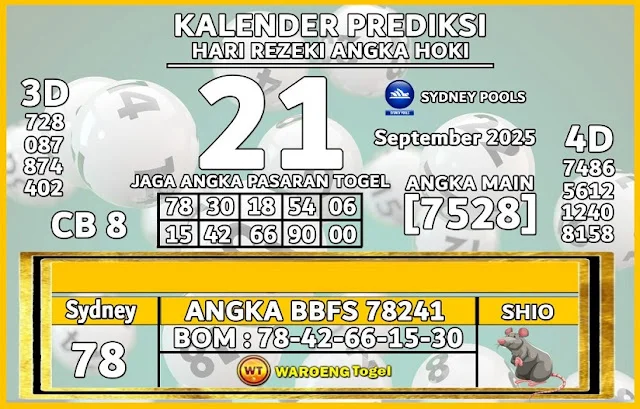 KALENDER PREDIKSI
HARI REZEKI ANGKA HOKI
3D
728
087
874
402
CB 8
21
SYDNEY POOLS
September 2025
JAGA ANGKA PASARAN TOGEL
78 30 18 54 06
15 42 66 90 00
ANGKA MAIN
[7528]
4D
7486
5612
1240
8158
Sydney
78
ANGKA BBFS 78241
BOM : 78-42-66-15-30
WT WAROENG Togel
SHIO